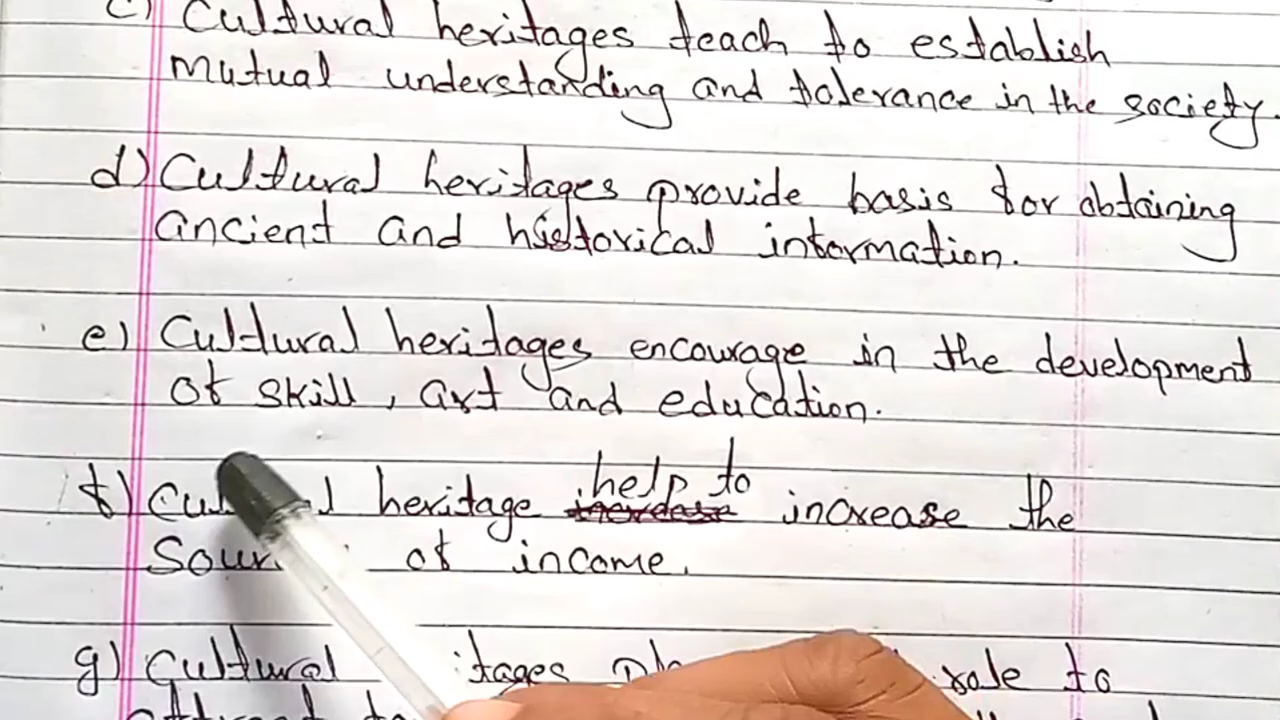 c) Cultural heritages teach to establish
mutual understanding and tolerance in the society.
d) Cultural heritages provide basis for obtaining
ancient and historical information.
e) Cultural heritages encourage in the development
of skill, art and education.
help to
f) heritage increase the
of income.
g) Cultural role to